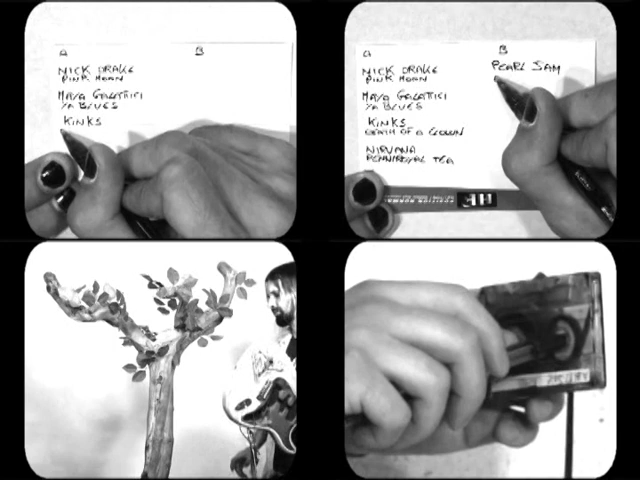 A B
NICK DRAKE
PINK MOON
MAYA GALATTICI
YA BLUES
KINKS
A B
NICK DRAKE
PINK MOON
PEARL JAM
MAYA GALATTICI
YA BLUES
KINKS
DEATH OF A CLOWN
NIRVANA
PENNYROYAL TEA
HF